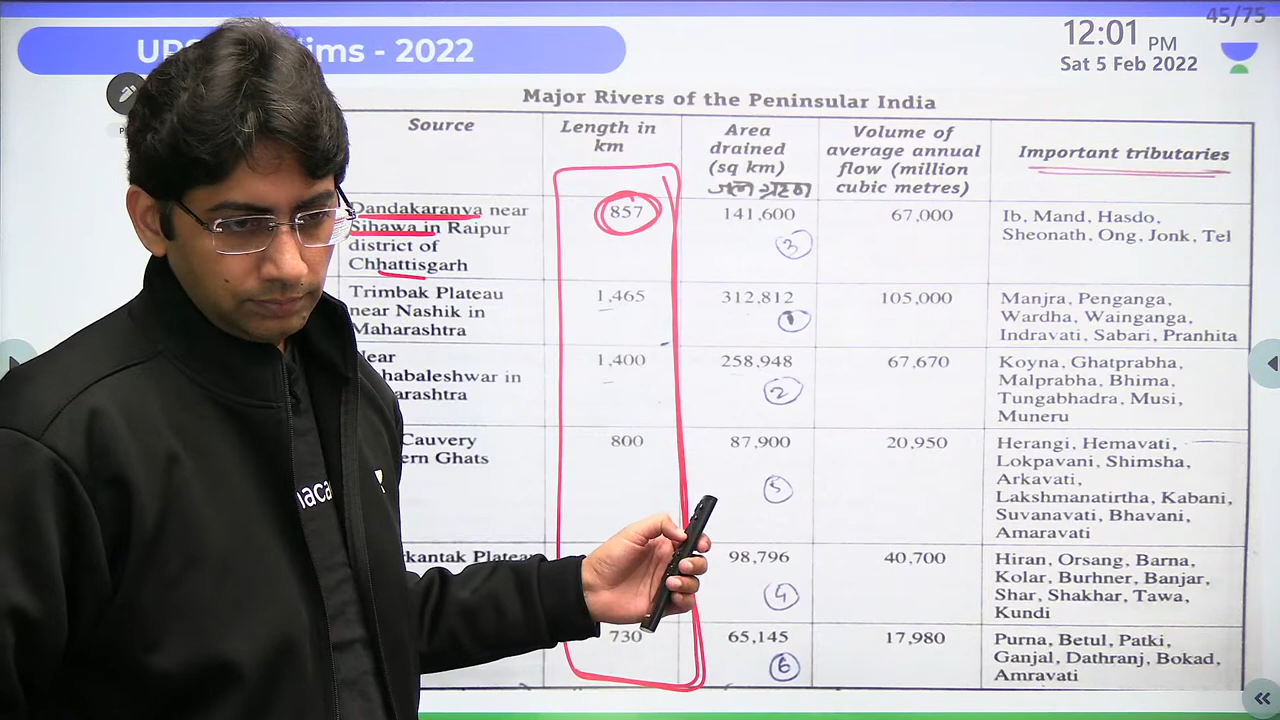 45/75
12:01 PM
Sat 5 Feb 2022
2022
Major Rivers of the Peninsular India
Source
Length in
km
Area
drained
(sq km)
Volume of
average annual
flow (million
cubic metres)
Important tributaries
Dandakaranya near
Sihawa in Raipur
district of
Chhattisgarh
857
141,600
3
67,000
Ib, Mand, Hasdo,
Sheonath, Ong, Jonk, Tel
Trimbak Plateau
near Nashik in
Maharashtra
1,465
312,812
1
105,000
Manjra, Penganga,
Wardha, Wainganga,
Indravati, Sabari, Pranhita
1,400
258,948
2
67,670
Koyna, Ghatprabha,
Malprabha, Bhima,
Tungabhadra, Musi,
Muneru
Cauvery
Ghats
800
87,900
5
20,950
Herangi, Hemavati,
Lokpavani, Shimsha,
Arkavati,
Lakshmanatirtha, Kabani,
Suvanavati, Bhavani,
Amaravati
98,796
4
40,700
Hiran, Orsang, Barna,
Kolar, Burhner, Banjar,
Shar, Shakhar, Tawa,
Kundi
730
65,145
6
17,980
Purna, Betul, Patki,
Ganjal, Dathranj, Bokad,
Amravati